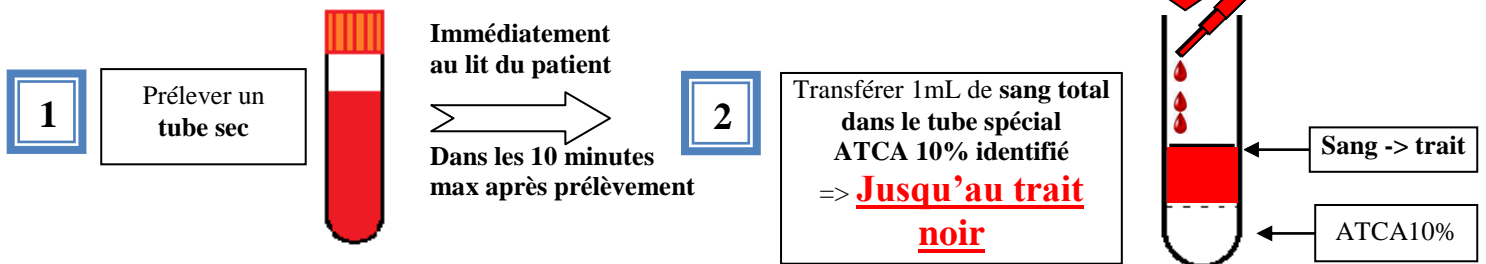 1
Prélever un
tube sec
Immédiatement
au lit du patient
Dans les 10 minutes
max après prélèvement
2
Transférer 1mL de sang total
dans le tube spécial
ATCA 10% identifié
=> Jusqu’au trait
noir
Sang -> trait
ATCA10%